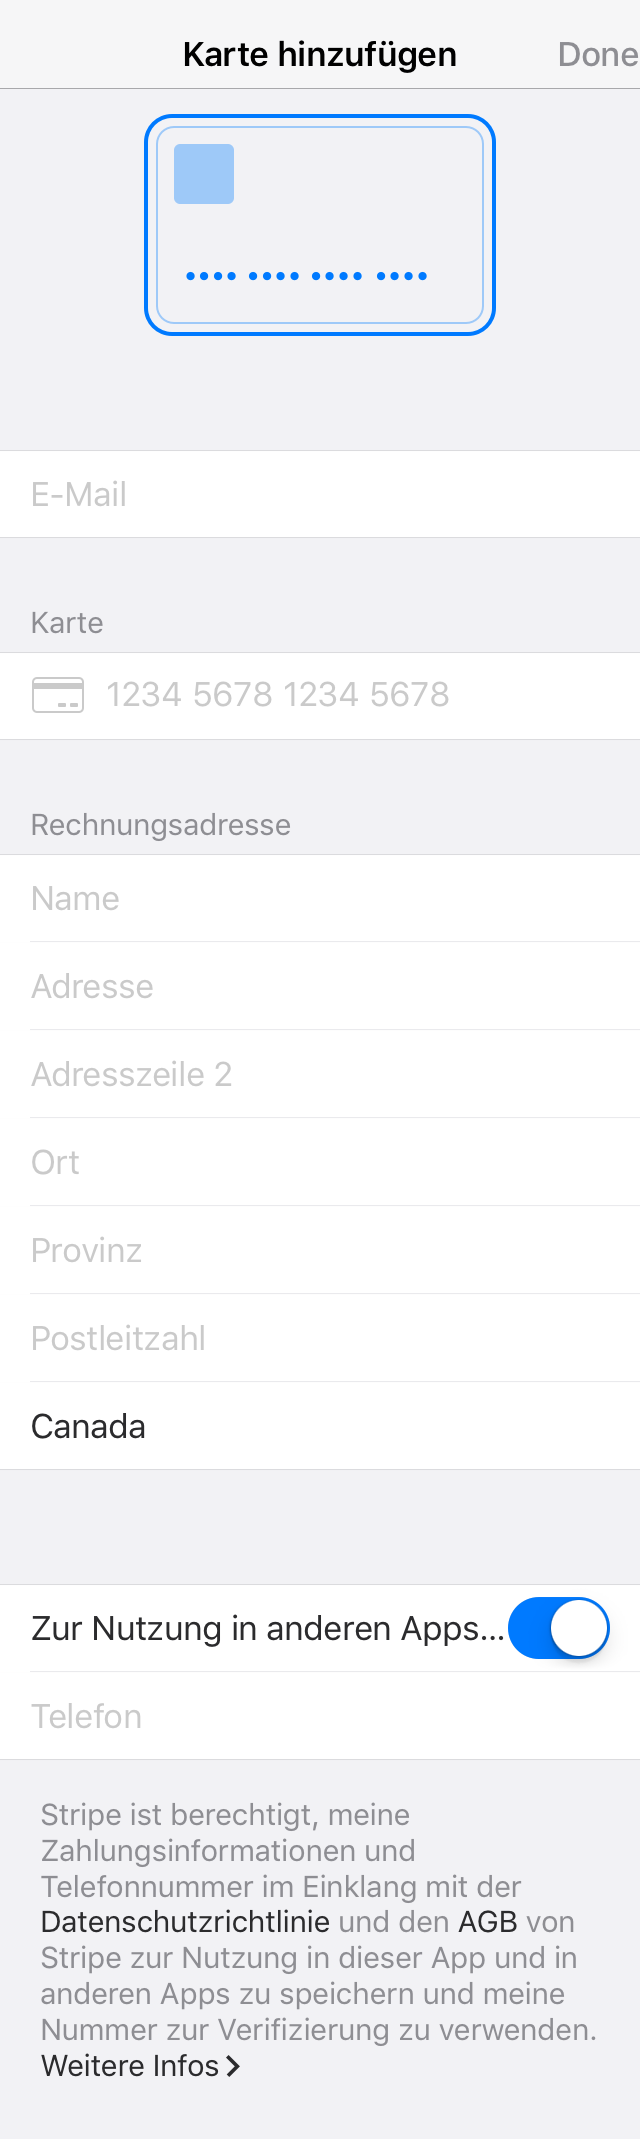 Karte hinzufügen
Done
E-Mail
Karte
1234 5678 1234 5678
Rechnungsadresse
Name
Adresse
Adresszeile 2
Ort
Provinz
Postleitzahl
Canada
Zur Nutzung in anderen Apps...
Telefon
Stripe ist berechtigt, meine
Zahlungsinformationen und
Telefonnummer im Einklang mit der
Datenschutzrichtlinie und den AGB von
Stripe zur Nutzung in dieser App und in
anderen Apps zu speichern und meine
Nummer zur Verifizierung zu verwenden.
Weitere Infos